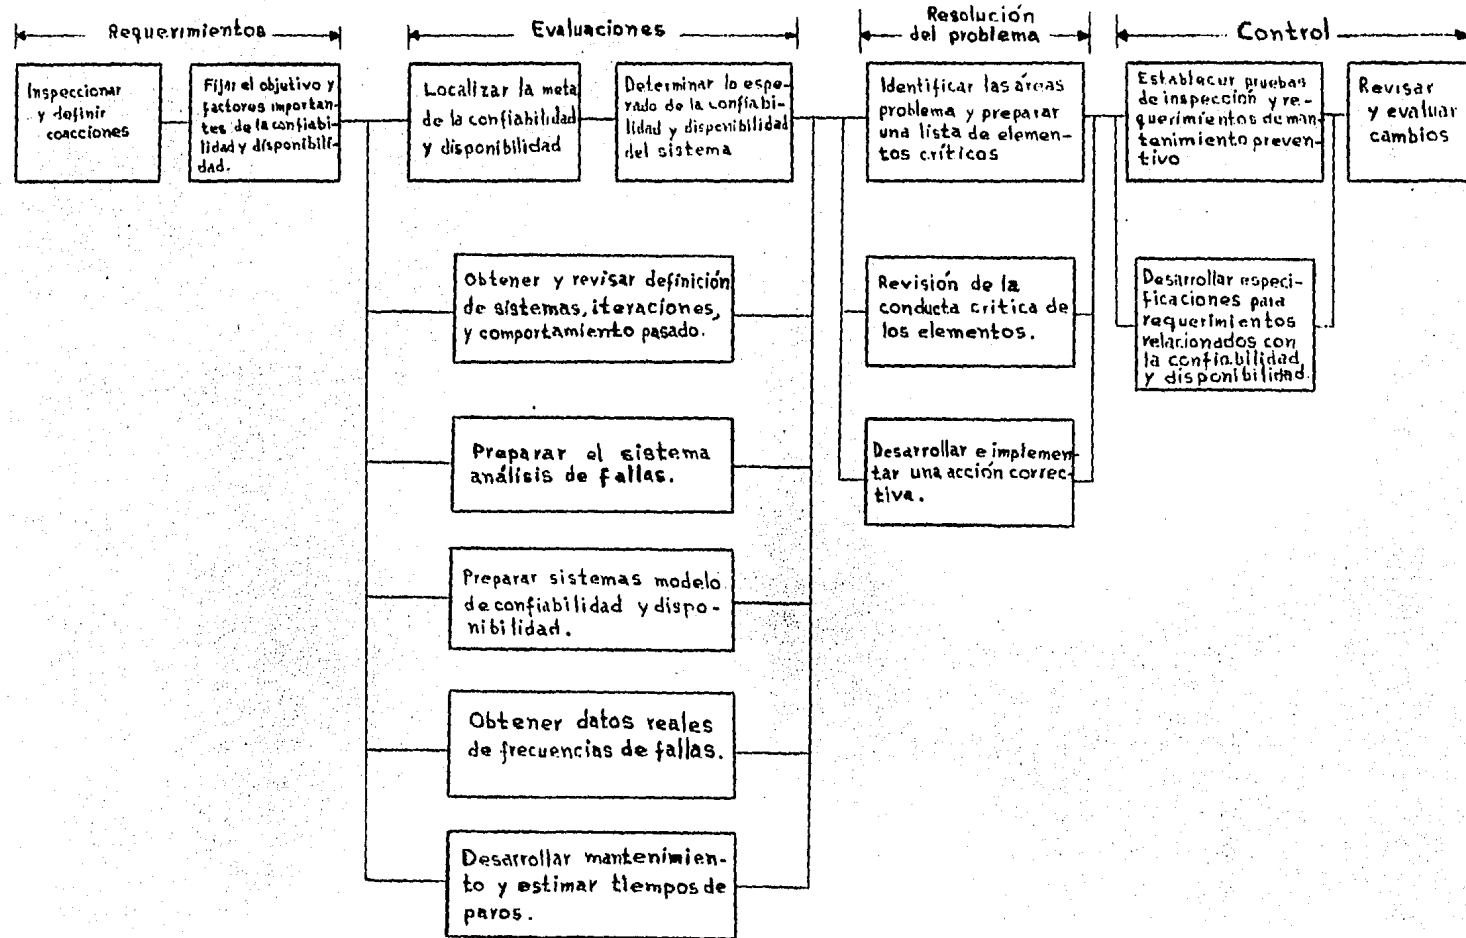 Requerimientos
Evaluaciones
Resolución
del problema
Control
Inspeccionar
y definir
coacciones
Fijar el objetivo y
factores importan-
tes de la confiabi-
lidad y disponibili-
dad.
Localizar la meta
de la confiabilidad
y disponibilidad
Determinar lo espe-
rado de la confiab-
ilidad y disponibilidad
del sistema
Identificar las áreas
problema y preparar
una lista de elemen-
tos críticos
Establecer pruebas
de inspección y re-
querimientos de man-
tenimiento preven-
tivo
Revisar
y evaluar
cambios
Obtener y revisar definición
de sistemas, iteraciones,
y comportamiento pasado.
Revisión de la
conducta critica de
los elementos.
Desarrollar especi-
ficaciones para
requerimientos
relacionados con
la confiabilidad
y disponibilidad.
Preparar el sistema
análisis de fallas.
Desarrollar e implemen-
tar una acción correc-
tiva.
Preparar sistemas modelo
de confiabilidad y dispo-
nibilidad.
Obtener datos reales
de frecuencias de fallas.
Desarrollar mantenimien-
to y estimar tiempos de
paros.